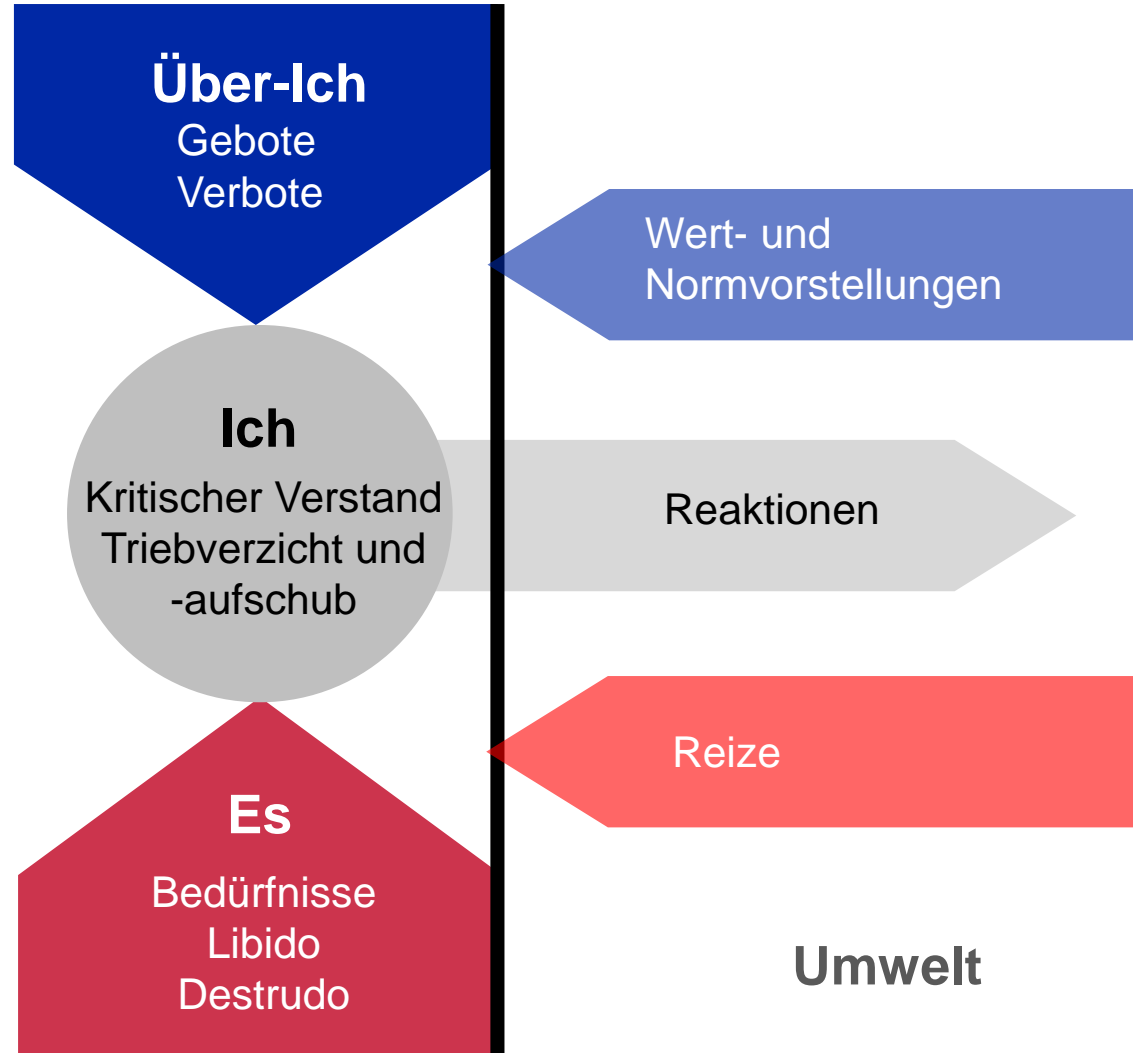 Über-Ich
Gebote
Verbote
Wert- und
Normvorstellungen
Ich
Kritischer Verstand
Triebverzicht und
-aufschub
Reaktionen
Reize
Es
Bedürfnisse
Libido
Destrudo
Umwelt